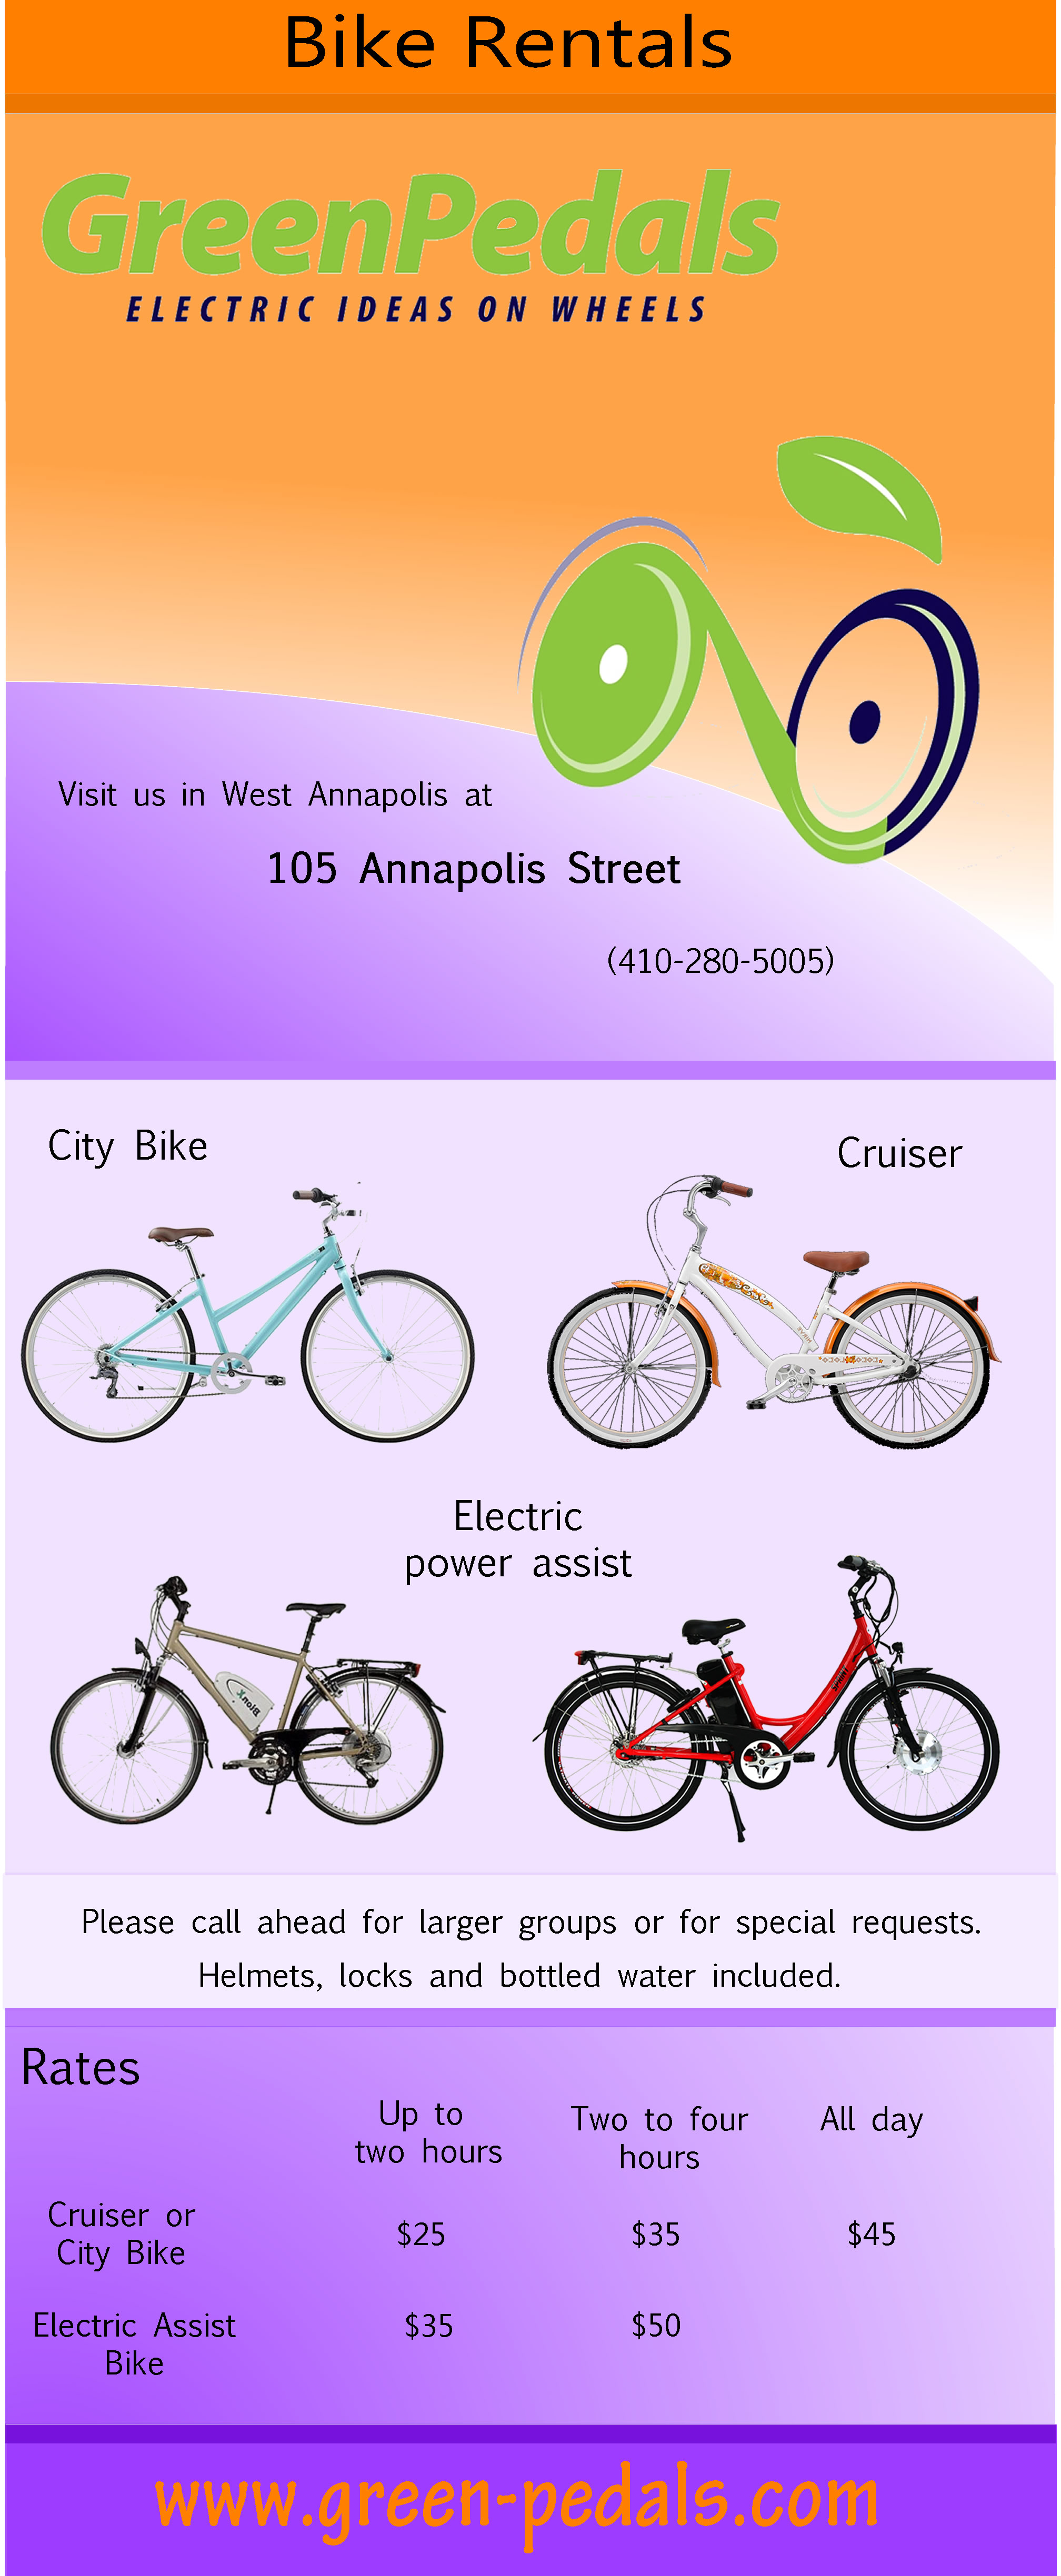 Bike Rentals
GreenPedals
ELECTRIC IDEAS ON WHEELS
Visit us in West Annapolis at
105 Annapolis Street
(410-280-5005)
City Bike
Cruiser
Electric
power assist
BionX
Please call ahead for larger groups or for special requests.
Helmets, locks and bottled water included.
Rates
Up to
two hours
Two to four
hours
All day
Cruiser or
City Bike
$25
$35
$45
Electric Assist
Bike
$35
$50
www.green-pedals.com